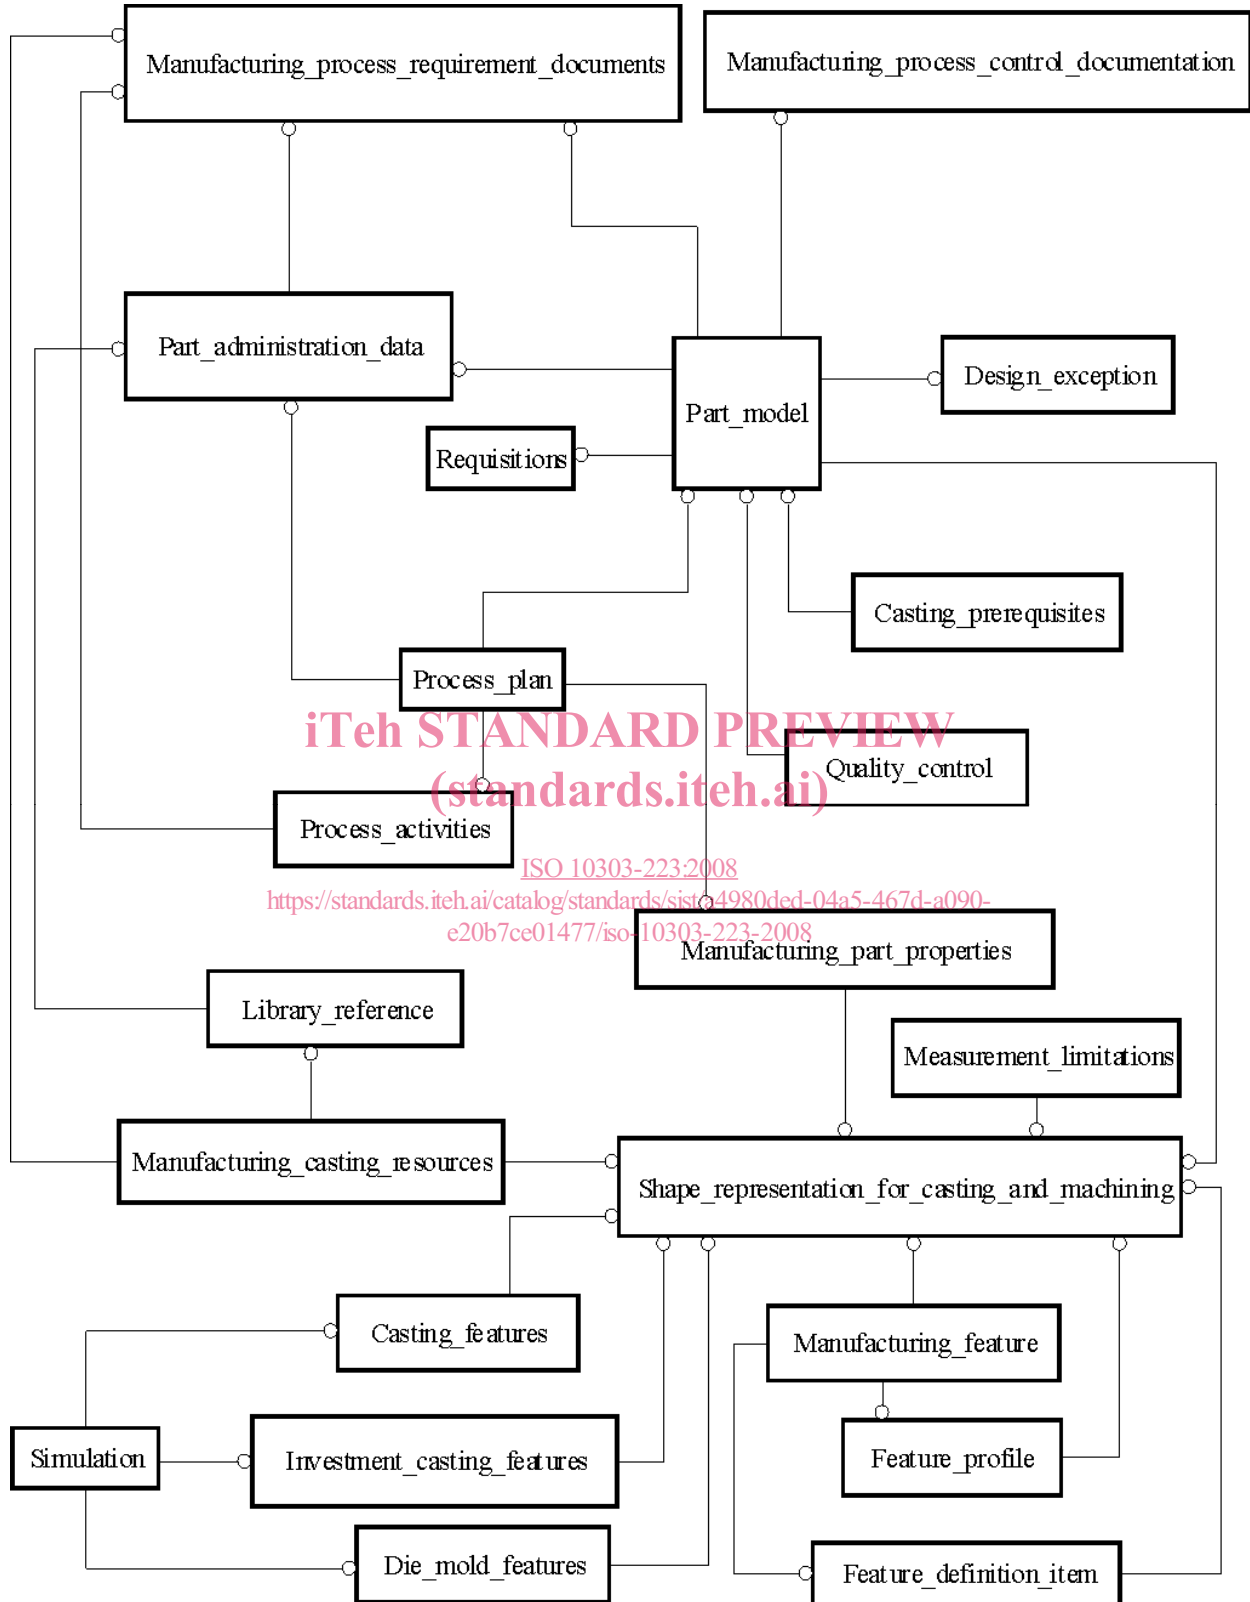 Manufacturing_process_requirement_documents
Manufacturing_process_control_documentation
Part_administration_data
Design_exception
Part_model
Requisitions
Casting_prerequisites
Process_plan
iTeh STANDARD PREVIEW
Quality_control
(standards.iteh.ai)
Process_activities
ISO 10303-223:2008
https://standards.iteh.ai/catalog/standards/sist/a4980ded-04a5-467d-a090-
e20b7ce01477/iso-10303-223-2008
Manufacturing_part_properties
Library_reference
Measurement_limitations
Manufacturing_casting_resources
Shape_representation_for_casting_and_machining
Casting_features
Manufacturing_feature
Simulation
Investment_casting_features
Feature_profile
Die_mold_features
Feature_definition_item